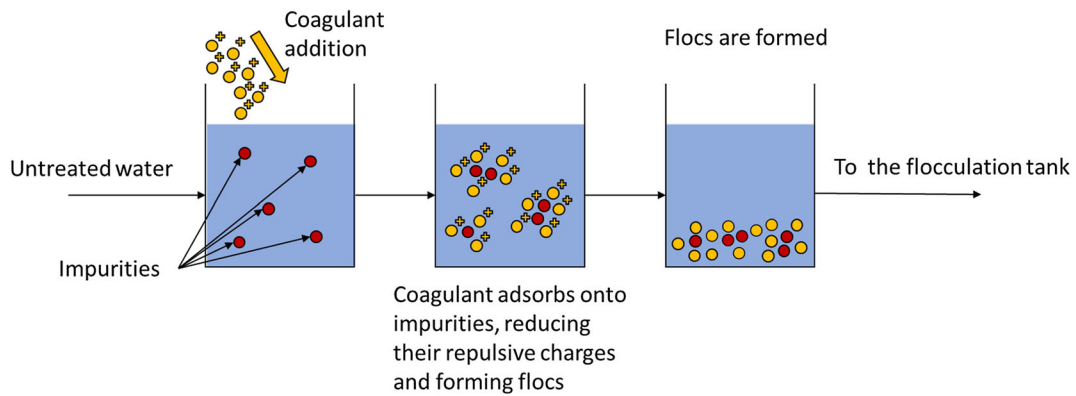 Coagulant
addition
Flocs are formed
Untreated water
To the flocculation tank
Impurities
Coagulant adsorbs onto
impurities, reducing
their repulsive charges
and forming flocs